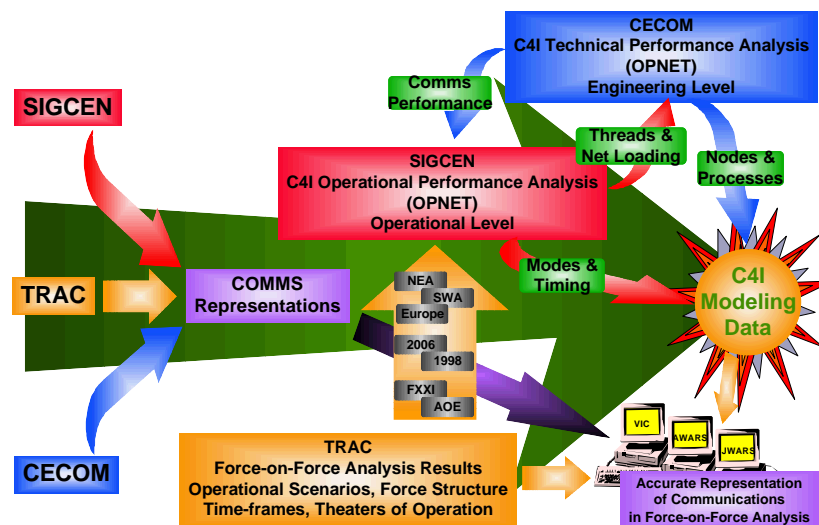 CECOM
C4I Technical Performance Analysis
(OPNET)
Engineering Level
Comms
Performance
SIGCEN
Threads &
Net Loading
Nodes &
Processes
SIGCEN
C4I Operational Performance Analysis
(OPNET)
Operational Level
TRAC
COMMS
Representations
Modes &
Timing
C4I
Modeling
Data
NEA
SWA
Europe
2006
1998
FXXI
AOE
CECOM
TRAC
Force-on-Force Analysis Results
Operational Scenarios, Force Structure
Time-frames, Theaters of Operation
VIC
AWARS
JWARS
Accurate Representation
of Communications
in Force-on-Force Analysis